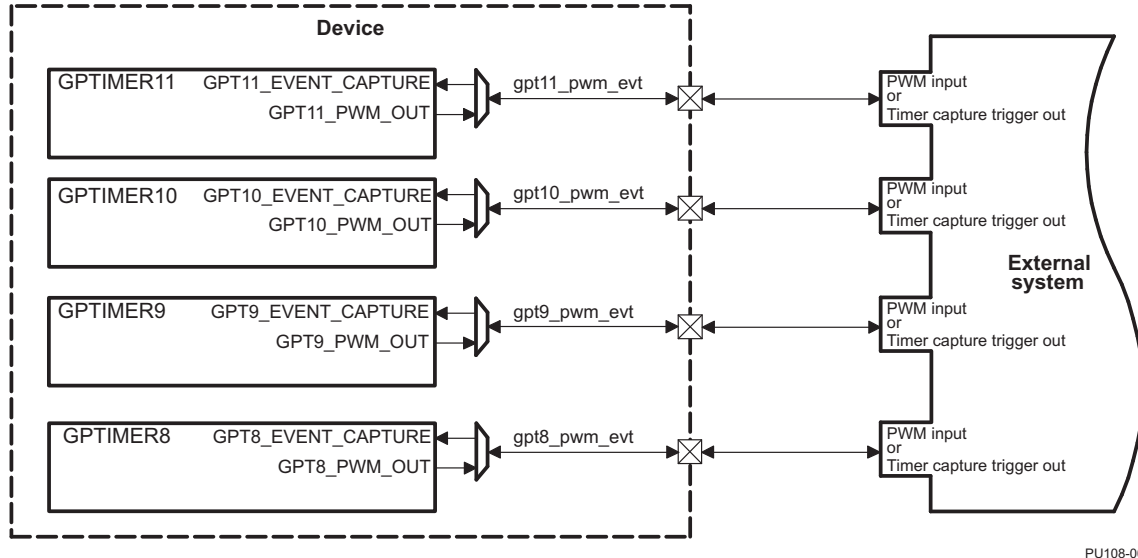 Device
GPTIMER11
GPT11_EVENT_CAPTURE
GPT11_PWM_OUT
gpt11_pwm_evt
PWM input
or
Timer capture trigger out
GPTIMER10
GPT10_EVENT_CAPTURE
GPT10_PWM_OUT
gpt10_pwm_evt
PWM input
or
Timer capture trigger out
External
system
GPTIMER9
GPT9_EVENT_CAPTURE
GPT9_PWM_OUT
gpt9_pwm_evt
PWM input
or
Timer capture trigger out
GPTIMER8
GPT8_EVENT_CAPTURE
GPT8_PWM_OUT
gpt8_pwm_evt
PWM input
or
Timer capture trigger out